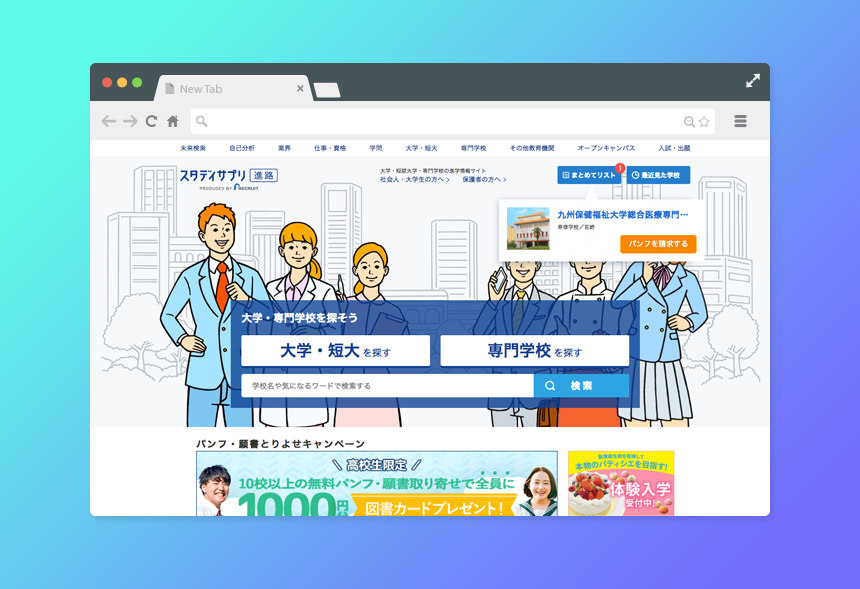 New Tab
未来検索 自己分析 業界 仕事・資格 学問 大学・短大 専門学校 その他教育機関 オープンキャンパス 入試・出願
スタディサプリ 進路
PRODUCED BY RECRUIT
大学・短期大学・専門学校の進学情報サイト
社会人・大学生の方へ 保護者の方へ
まとめてリスト 1 最近見た学校
九州保健福祉大学総合医療専門…
専修学校／宮崎
パンフを請求する
大学・専門学校を探そう
大学・短大を探す 専門学校を探す
学校名や気になるワードで検索する 検索
パンフ・願書とりよせキャンペーン
高校生限定
10校以上の無料パンフ・願書取り寄せで全員に
1000円分
図書カードプレゼント！
製菓衛生師を取得して
本物のパティシエを目指す！
体験入学
受付中！